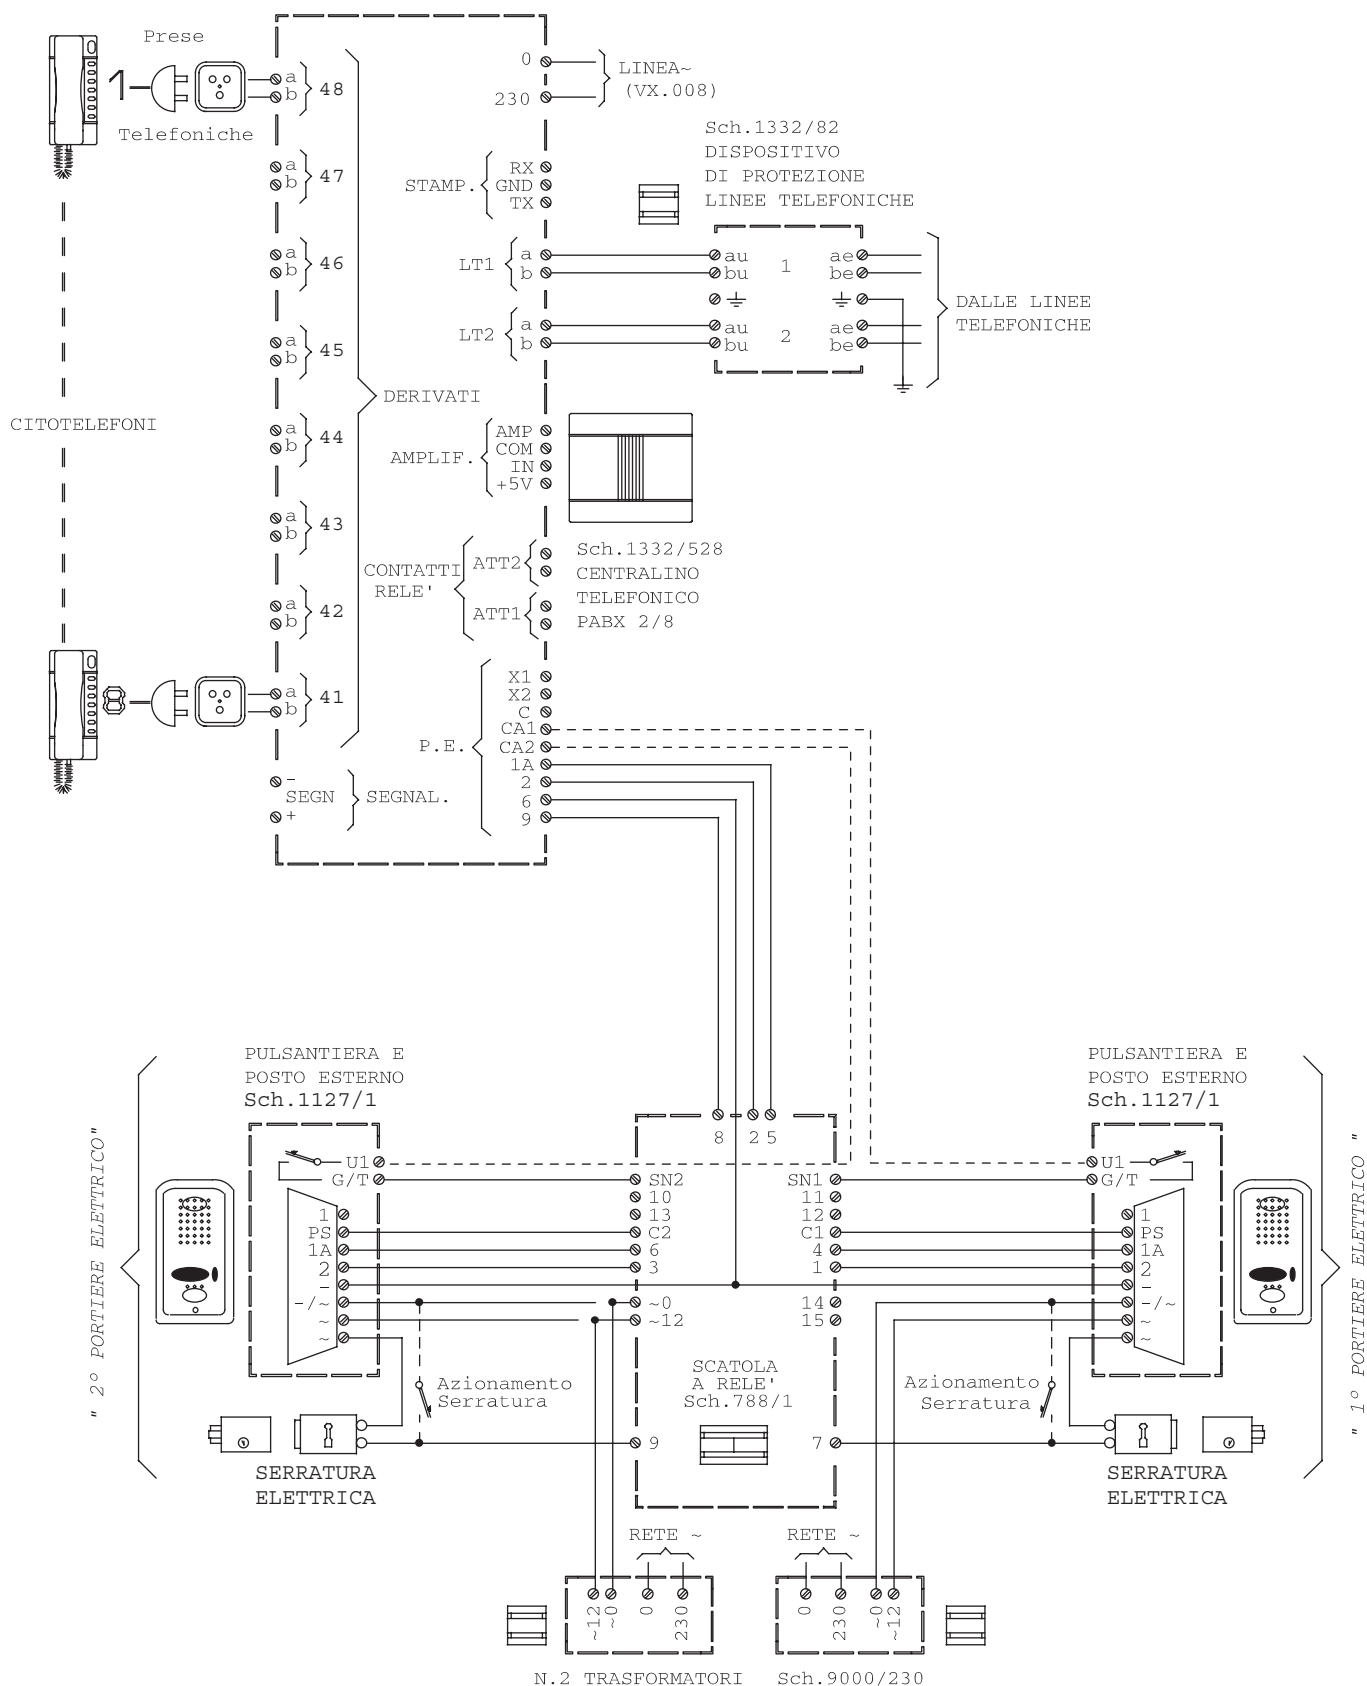 Prese
Telefoniche
1
8
CITOTELEFONI
a
b
48
a
b
47
a
b
46
a
b
45
a
b
44
a
b
43
a
b
42
a
b
41
DERIVATI
-
SEGN
+
SEGNAL.
0
230
LINEA~
(VX.008)
STAMP.
RX
GND
TX
LT1
a
b
LT2
a
b
AMPLIF.
AMP
COM
IN
+5V
CONTATTI
RELE'
ATT2
ATT1
P.E.
X1
X2
C
CA1
CA2
1A
2
6
9
Sch.1332/82
DISPOSITIVO
DI PROTEZIONE
LINEE TELEFONICHE
au
bu
1
ae
be
au
bu
2
ae
be
DALLE LINEE
TELEFONICHE
Sch.1332/528
CENTRALINO
TELEFONICO
PABX 2/8
PULSANTIERA E
POSTO ESTERNO
Sch.1127/1
" 2° PORTIERE ELETTRICO"
U1
G/T
1
PS
1A
2
-
-/~
~
~
Azionamento
Serratura
SERRATURA
ELETTRICA
8 2 5
SN2
10
13
C2
6
3
~0
~12
9
SN1
11
12
C1
4
1
14
15
7
SCATOLA
A RELE'
Sch.788/1
PULSANTIERA E
POSTO ESTERNO
Sch.1127/1
" 1° PORTIERE ELETTRICO "
U1
G/T
1
PS
1A
2
-
-/~
~
~
Azionamento
Serratura
SERRATURA
ELETTRICA
RETE ~
~12
~0
0
230
RETE ~
0
230
~0
~12
N.2 TRASFORMATORI Sch.9000/230